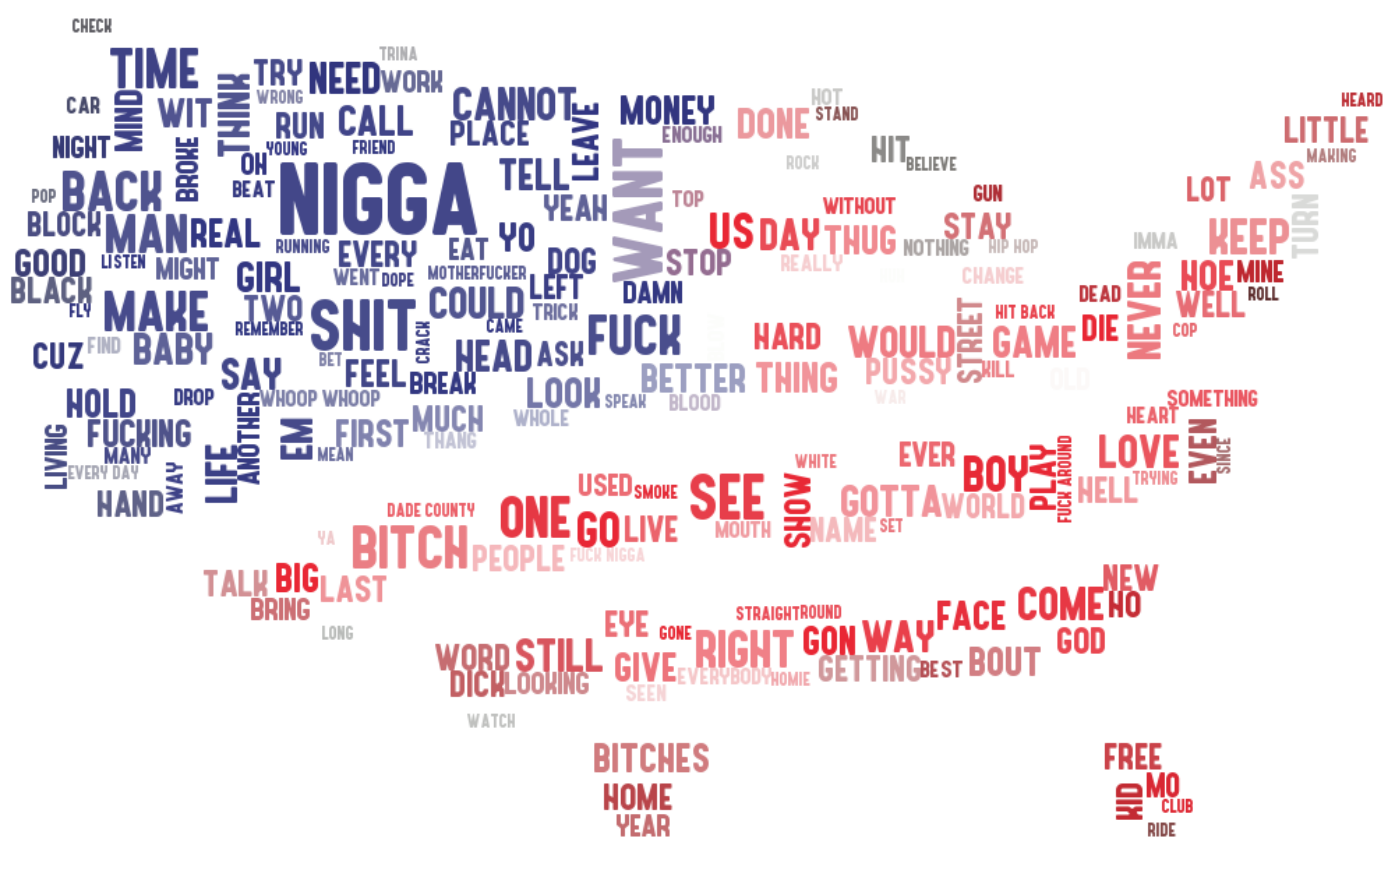 CHECK
TIME
TRY
NEED
WORK
TRINA
WRONG
CAR
MIND
WIT
THINK
RUN
CALL
CANNOT
PLACE
LEAVE
MONEY
ENOUGH
DONE
HOT
STAND
HEARD
LITTLE
MAKING
NIGHT
BROKE
OH
YOUNG
FRIEND
BEAT
NIGGA
TELL
WANT
ROCK
HIT
BELIEVE
POP
BACK
YEAH
TOP
GUN
LOT
ASS
BLOCK
MAN
REAL
RUNNING
EVERY
EAT
YO
DOG
STOP
US
DAY
WITHOUT
THUG
STAY
NOTHING
HIP HOP
IMMA
KEEP
TURN
GOOD
LISTEN
MIGHT
GIRL
WENT
DOPE
MOTHERFUCKER
LEFT
REALLY
CHANGE
HOE
MINE
BLACK
FLY
MAKE
TWO
REMEMBER
SHIT
COULD
CAME
TRICK
DAMN
DEAD
NEVER
WELL
ROLL
CUZ
FIND
BABY
BET
CRACK
HEAD
ASK
FUCK
HARD
WOULD
STREET
HIT BACK
GAME
DIE
COP
SAY
FEEL
BREAK
LOOK
SPEAK
BETTER
BLOOD
THING
PUSSY
KILL
WAR
OLD
HOLD
DROP
WHOOP WHOOP
MUCH
WHOLE
SOMETHING
HEART
LIVING
FUCKING
MANY
ANOTHER
EM
FIRST
MEAN
THANG
EVERY DAY
LIFE
AWAY
HAND
WHITE
EVER
BOY
PLAY
FUCK AROUND
LOVE
TRYING
EVEN
SINCE
DADE COUNTY
ONE
USED
SMOKE
GO
LIVE
SEE
MOUTH
SHOW
GOTTA
NAME
SET
WORLD
HELL
YA
BITCH
PEOPLE
FUCK NIGGA
TALK
BIG
LAST
BRING
LONG
EYE
GONE
STRAIGHT
ROUND
RIGHT
GON
WAY
FACE
COME
NEW
HO
GOD
WORD
STILL
GIVE
EVERYBODY
HOMIE
GETTING
BEST
BOUT
DICK
LOOKING
SEEN
WATCH
BITCHES
HOME
YEAR
FREE
KID
MO
CLUB
RIDE